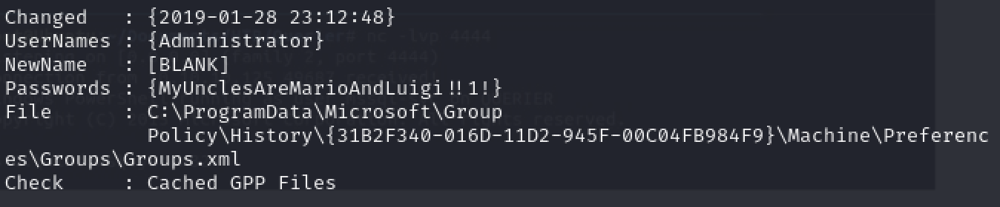 Changed   : {2019-01-28 23:12:48}
UserNames : {Administrator}
NewName   : [BLANK]
Passwords : {MyUnclesAreMarioAndLuigi!!1!}
File      : C:\ProgramData\Microsoft\Group
            Policy\History\{31B2F340-016D-11D2-945F-00C04FB984F9}\Machine\Preferenc
es\Groups\Groups.xml
Check     : Cached GPP Files